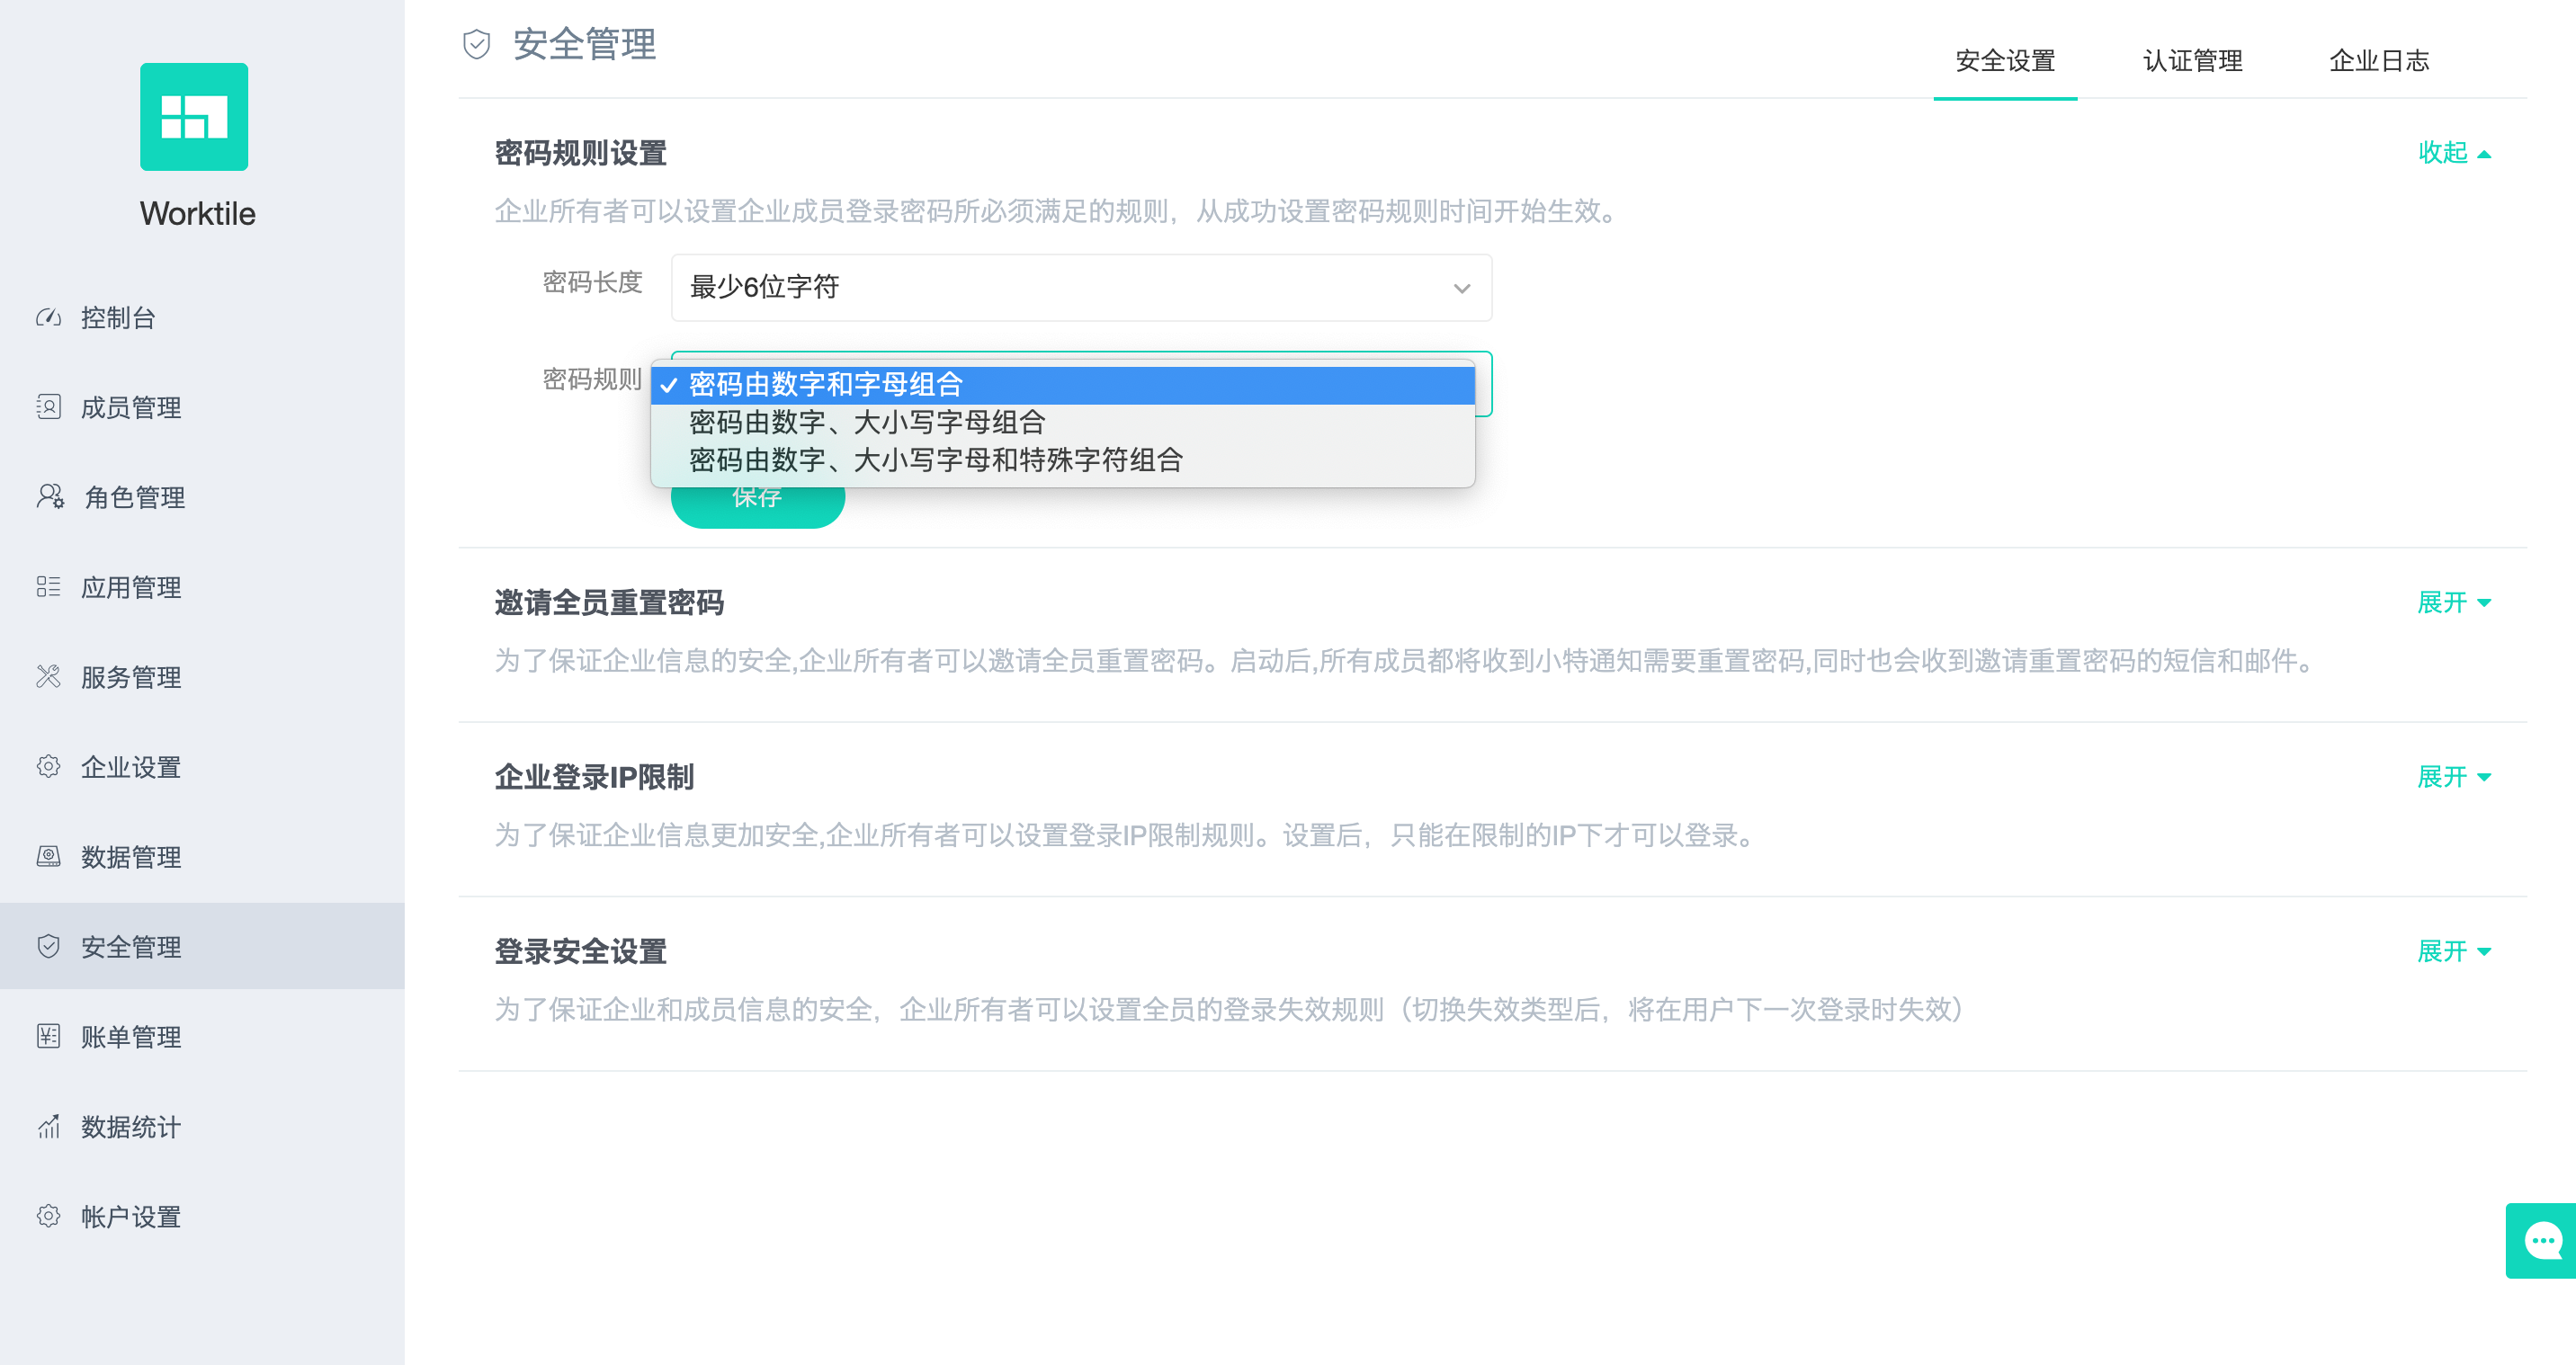 Worktile
控制台
成员管理
角色管理
应用管理
服务管理
企业设置
数据管理
安全管理
账单管理
数据统计
帐户设置
安全管理
安全设置
认证管理
企业日志
密码规则设置
收起
企业所有者可以设置企业成员登录密码所必须满足的规则，从成功设置密码规则时间开始生效。
密码长度
最少6位字符
密码规则
密码由数字和字母组合
密码由数字、大小写字母组合
密码由数字、大小写字母和特殊字符组合
保存
邀请全员重置密码
展开
为了保证企业信息的安全,企业所有者可以邀请全员重置密码。启动后,所有成员都将收到小特通知需要重置密码,同时也会收到邀请重置密码的短信和邮件。
企业登录IP限制
展开
为了保证企业信息更加安全,企业所有者可以设置登录IP限制规则。设置后，只能在限制的IP下才可以登录。
登录安全设置
展开
为了保证企业和成员信息的安全，企业所有者可以设置全员的登录失效规则（切换失效类型后，将在用户下一次登录时失效）